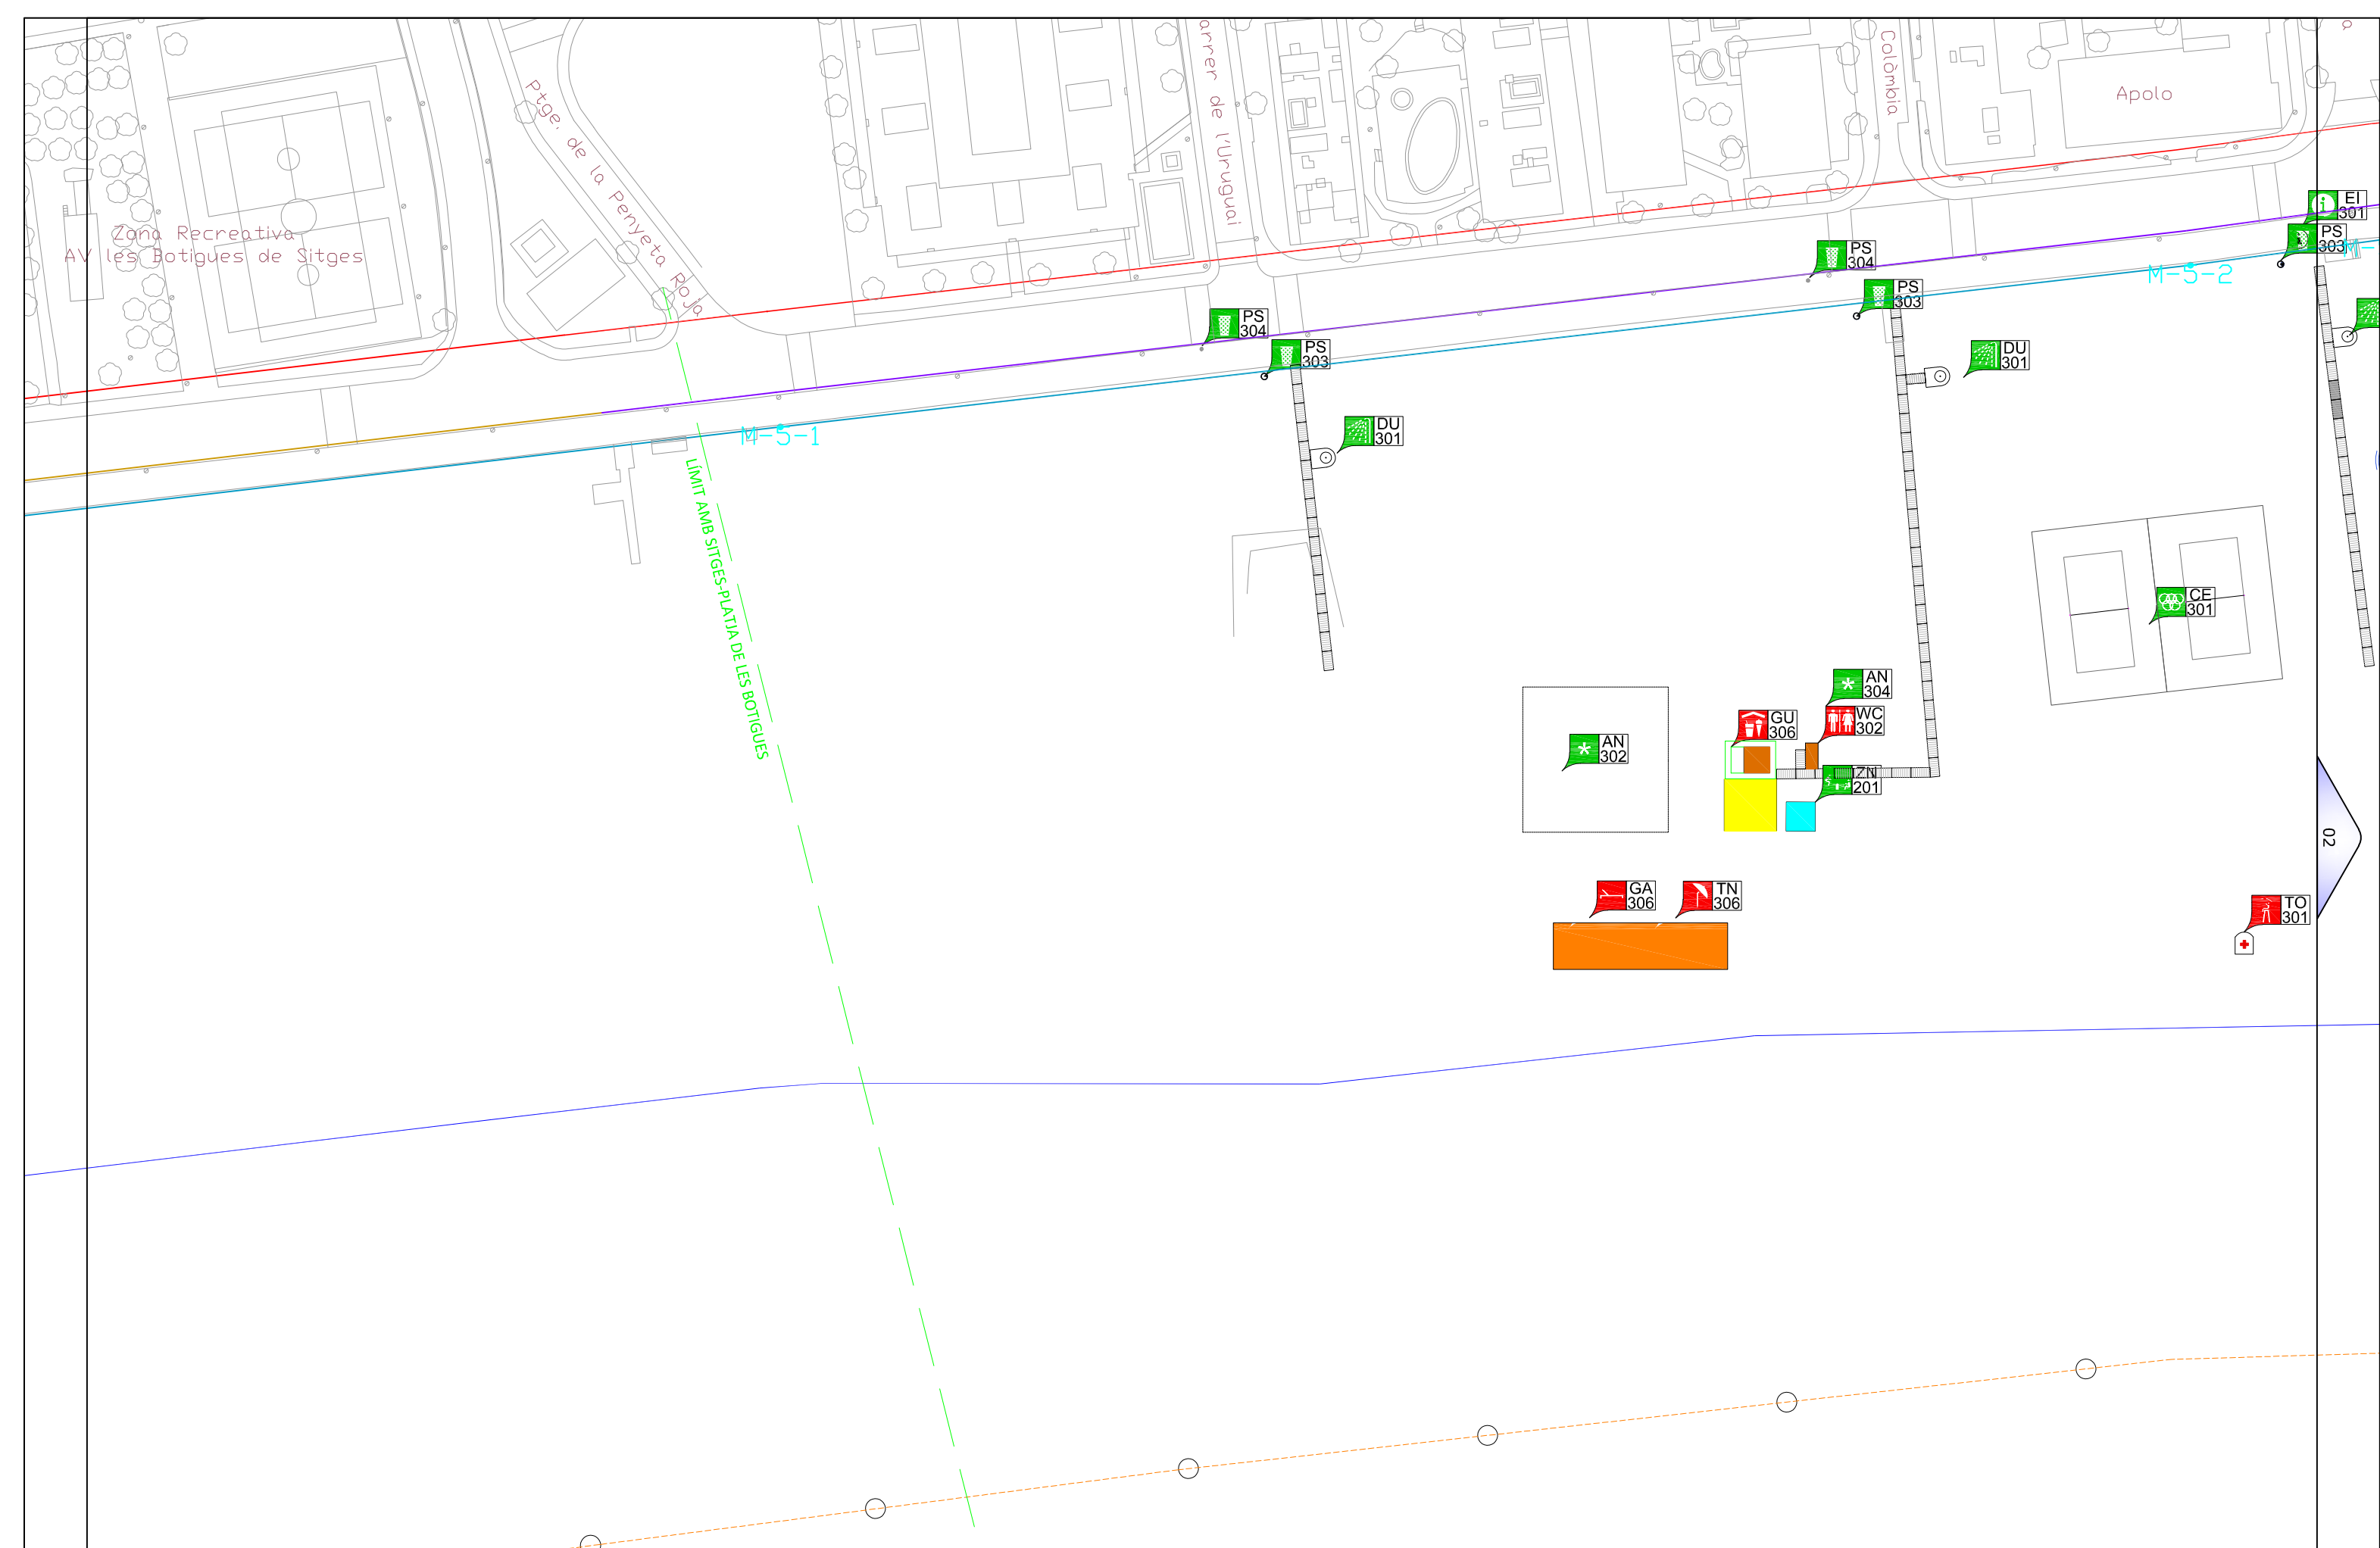 Zona Recreativa
AV les Botigues de Sitges
Ptge. de la Penyeta Roja
arrer de l'Uruguai
Colòmbia
Apolo
EI
301
PS
303
M-5-2
PS
304
PS
303
DU
301
PS
304
PS
303
DU
301
M-5-1
LÍMIT AMB SITGES-PLATJA DE LES BOTIGUES
CE
301
AN
304
WC
302
GU
306
AN
302
ZN
201
02
GA
306
TN
306
TO
301